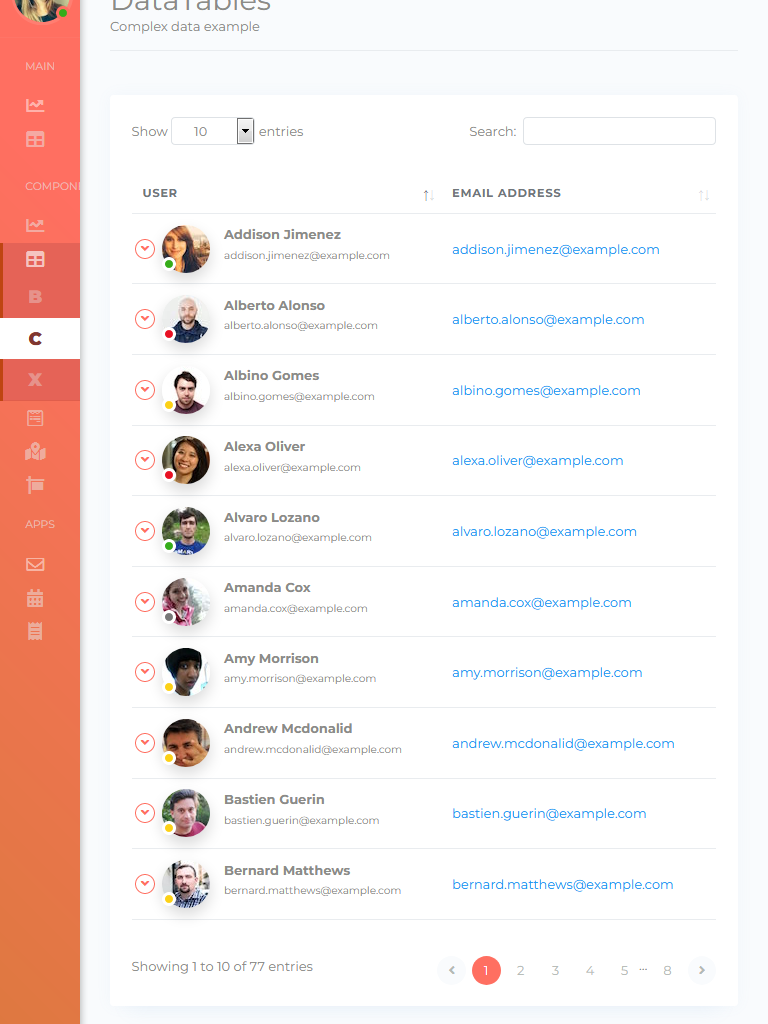 DataTables
Complex data example
MAIN
Show 10 entries
Search:
COMPON
USER
EMAIL ADDRESS
Addison Jimenez
addison.jimenez@example.com
addison.jimenez@example.com
B
Alberto Alonso
alberto.alonso@example.com
alberto.alonso@example.com
C
Albino Gomes
albino.gomes@example.com
albino.gomes@example.com
X
Alexa Oliver
alexa.oliver@example.com
alexa.oliver@example.com
APPS
Alvaro Lozano
alvaro.lozano@example.com
alvaro.lozano@example.com
Amanda Cox
amanda.cox@example.com
amanda.cox@example.com
Amy Morrison
amy.morrison@example.com
amy.morrison@example.com
Andrew Mcdonalid
andrew.mcdonalid@example.com
andrew.mcdonalid@example.com
Bastien Guerin
bastien.guerin@example.com
bastien.guerin@example.com
Bernard Matthews
bernard.matthews@example.com
bernard.matthews@example.com
Showing 1 to 10 of 77 entries
1 2 3 4 5 … 8